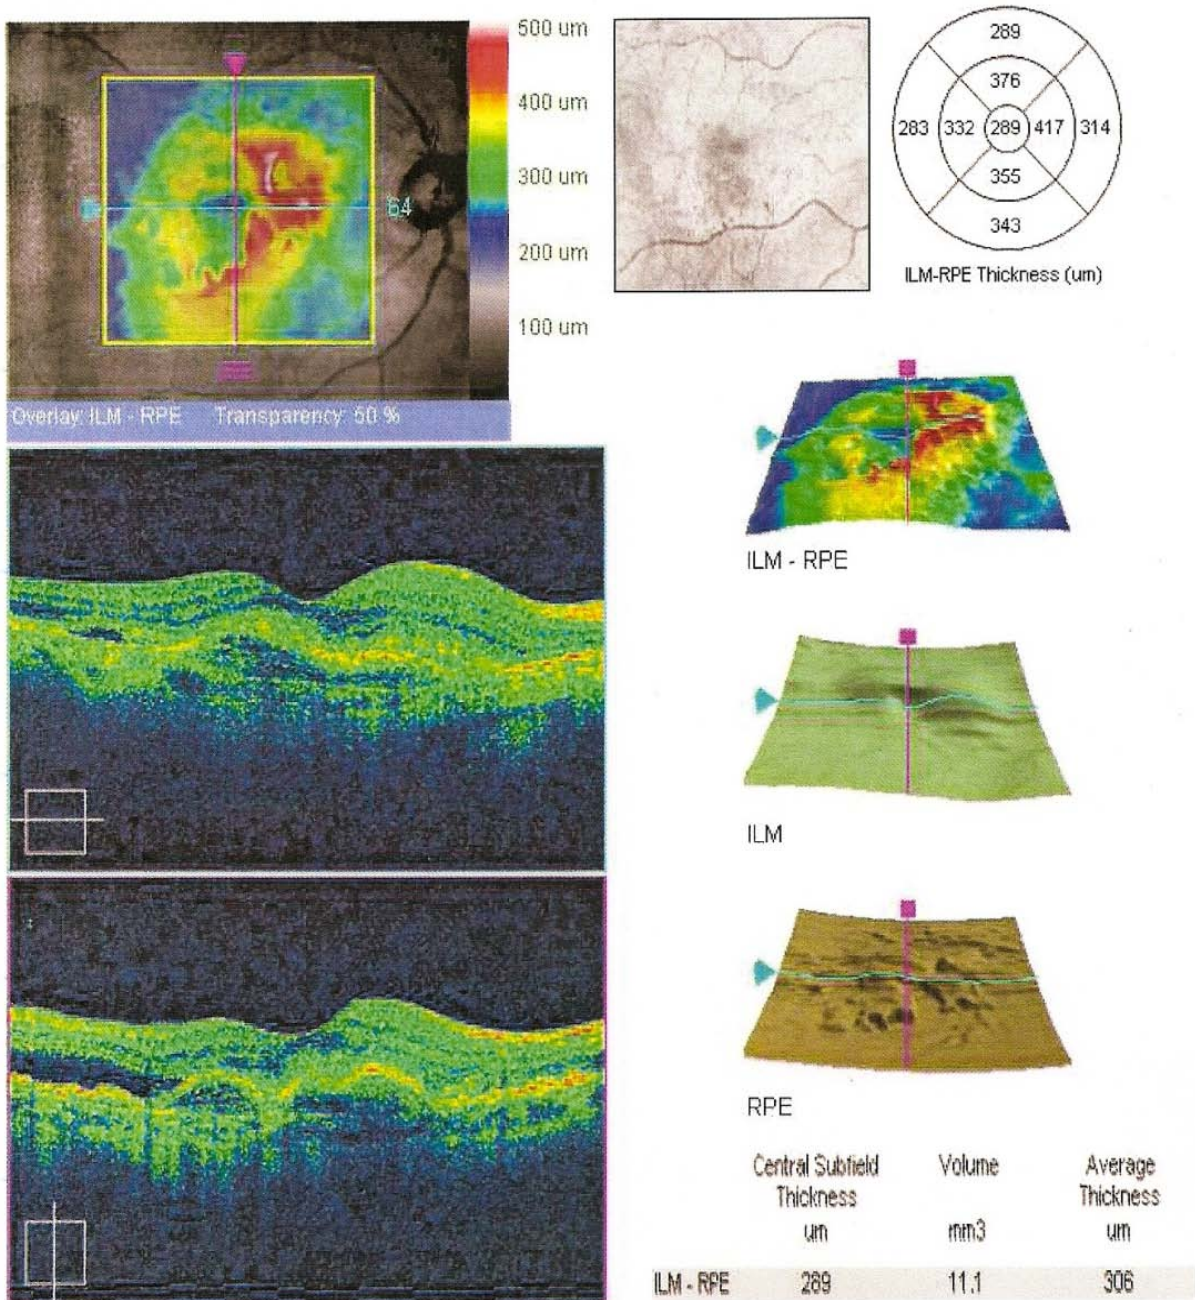 500 um
400 um
300 um
200 um
100 um
64
Overlay: ILM - RPE Transparency: 50 %
289
376
283 332 289 417 314
355
343
ILM-RPE Thickness (um)
ILM - RPE
ILM
RPE
Central Subfield Thickness um
Volume mm3
Average Thickness um
ILM - RPE 289 11.1 306